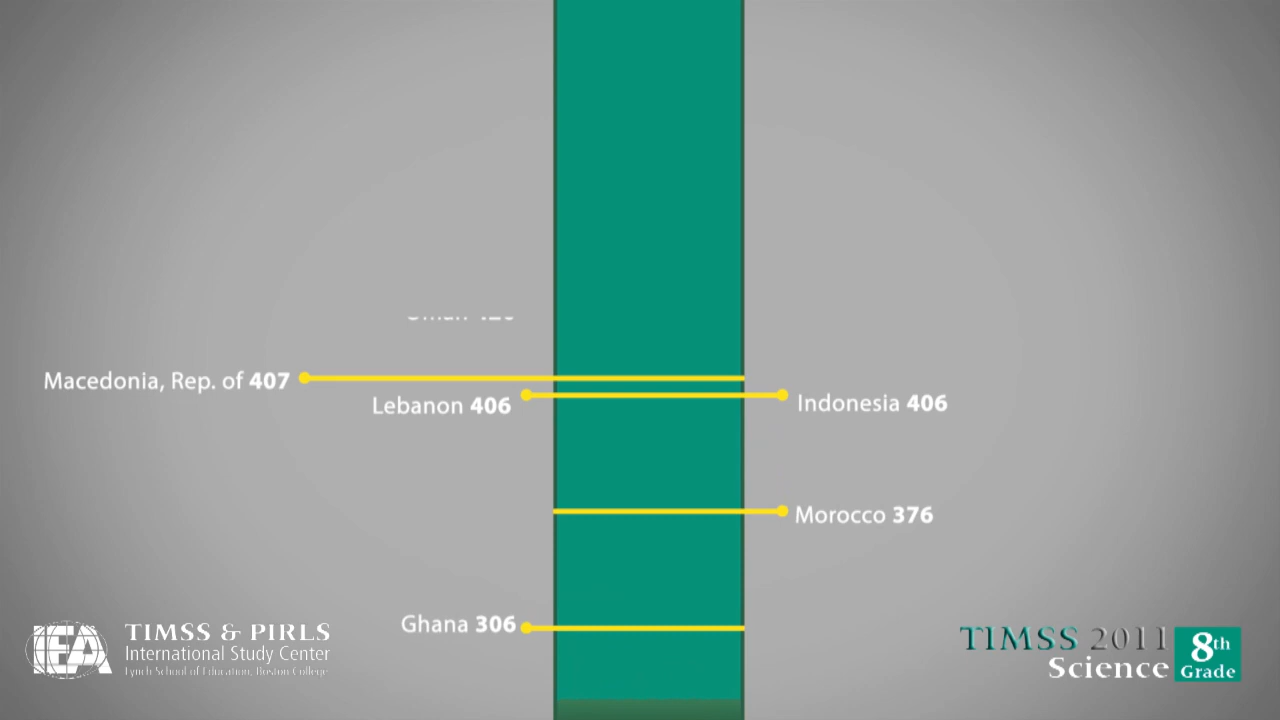 Macedonia, Rep. of 407
Lebanon 406
Indonesia 406
Morocco 376
Ghana 306
IEA
TIMSS & PIRLS
International Study Center
Lynch School of Education, Boston College
TIMSS 2011
Science
8th
Grade